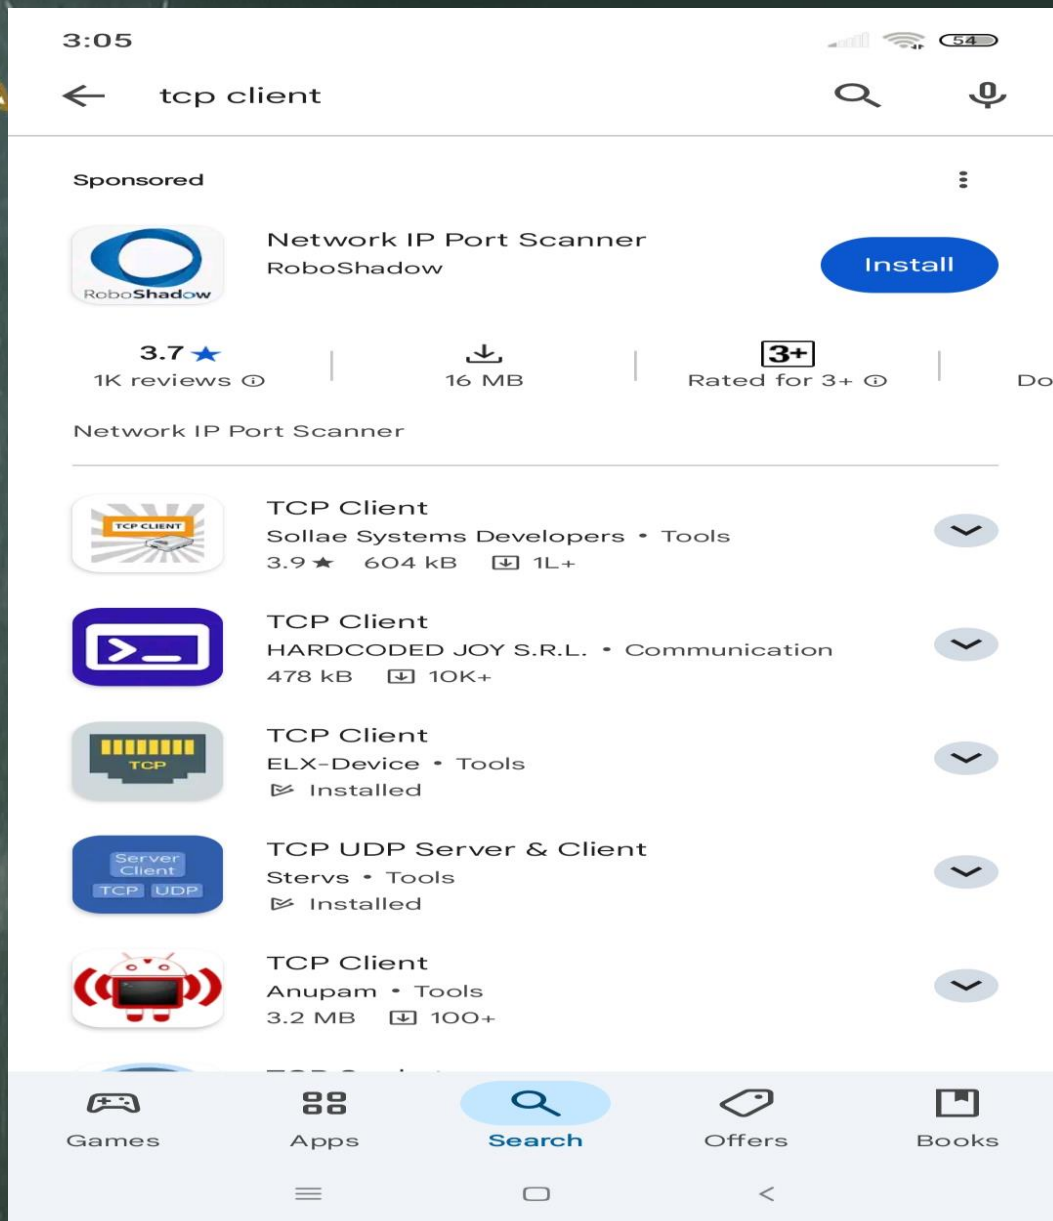 3:05
54
tcp client
Sponsored
Network IP Port Scanner
RoboShadow
Install
RoboShadow
3.7 ★
1K reviews
16 MB
3+
Rated for 3+
Do
Network IP Port Scanner
TCP CLIENT
TCP Client
Sollae Systems Developers • Tools
3.9 ★ 604 kB 1L+
TCP Client
HARDCODED JOY S.R.L. • Communication
478 kB 10K+
TCP
TCP Client
ELX-Device • Tools
Installed
Server
Client
TCP UDP
TCP UDP Server & Client
Stervs • Tools
Installed
TCP Client
Anupam • Tools
3.2 MB 100+
Games
Apps
Search
Offers
Books